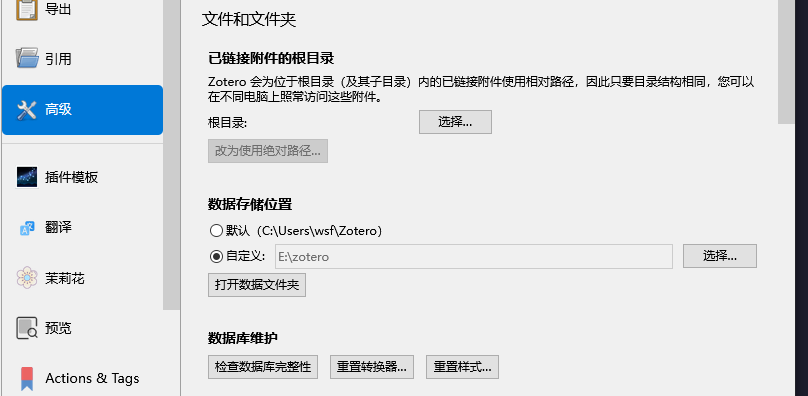 导出
引用
高级
插件模板
翻译
茉莉花
预览
Actions & Tags
文件和文件夹
已链接附件的根目录
Zotero 会为位于根目录（及其子目录）内的已链接附件使用相对路径，因此只要目录结构相同，您可以
在不同电脑上照常访问这些附件。
根目录: 选择...
改为使用绝对路径...
数据存储位置
默认（C:\Users\wsf\Zotero）
自定义: E:\zotero 选择...
打开数据文件夹
数据库维护
检查数据库完整性 重置转换器... 重置样式...